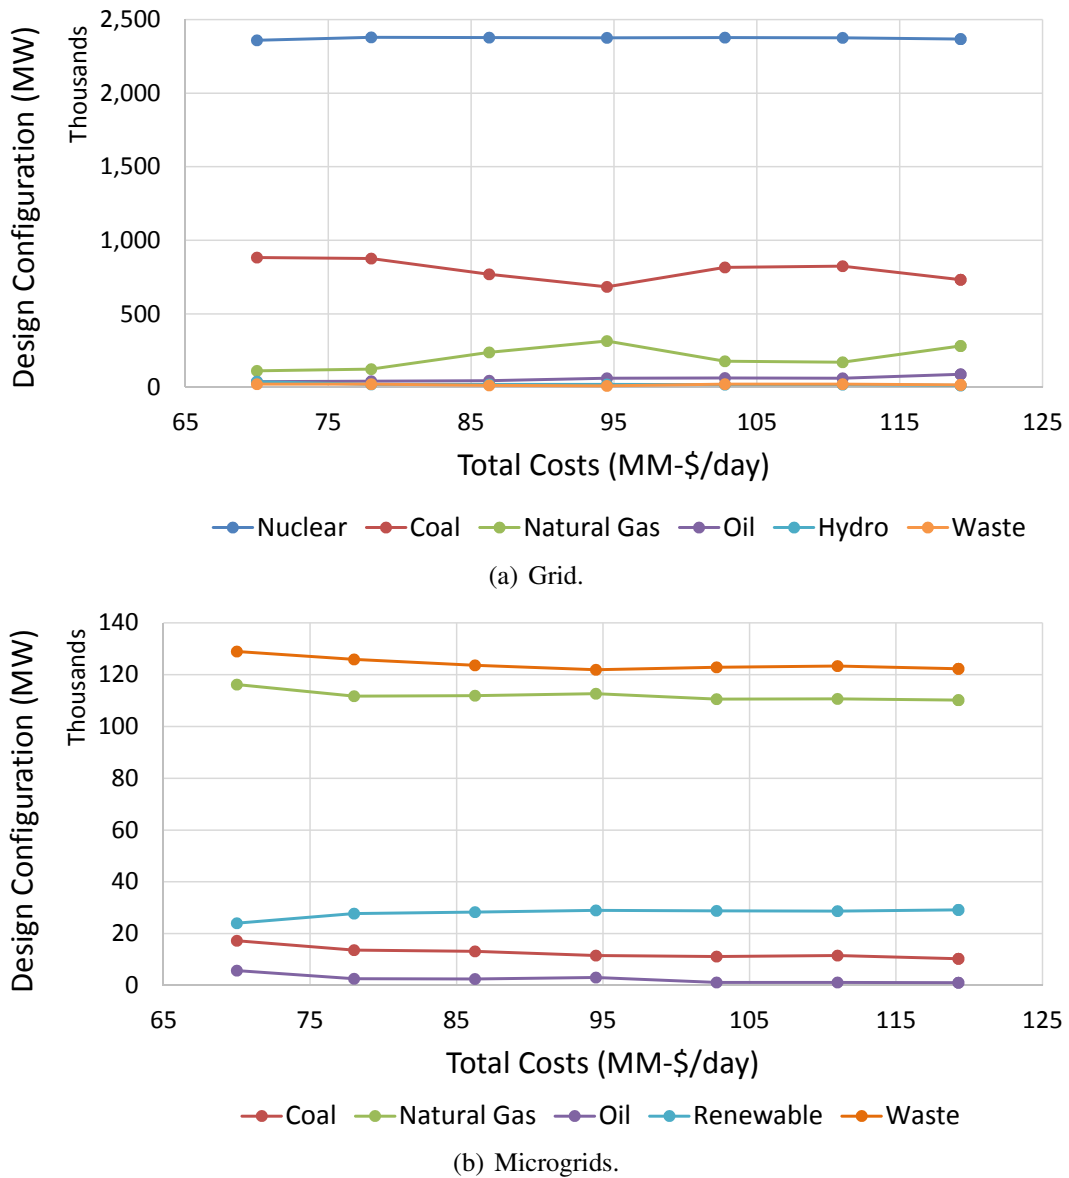 Design Configuration (MW)
Thousands
2,500
2,000
1,500
1,000
500
0
65 75 85 95 105 115 125
Total Costs (MM-$/day)
Nuclear Coal Natural Gas Oil Hydro Waste
(a) Grid.
Design Configuration (MW)
Thousands
140
120
100
80
60
40
20
0
65 75 85 95 105 115 125
Total Costs (MM-$/day)
Coal Natural Gas Oil Renewable Waste
(b) Microgrids.